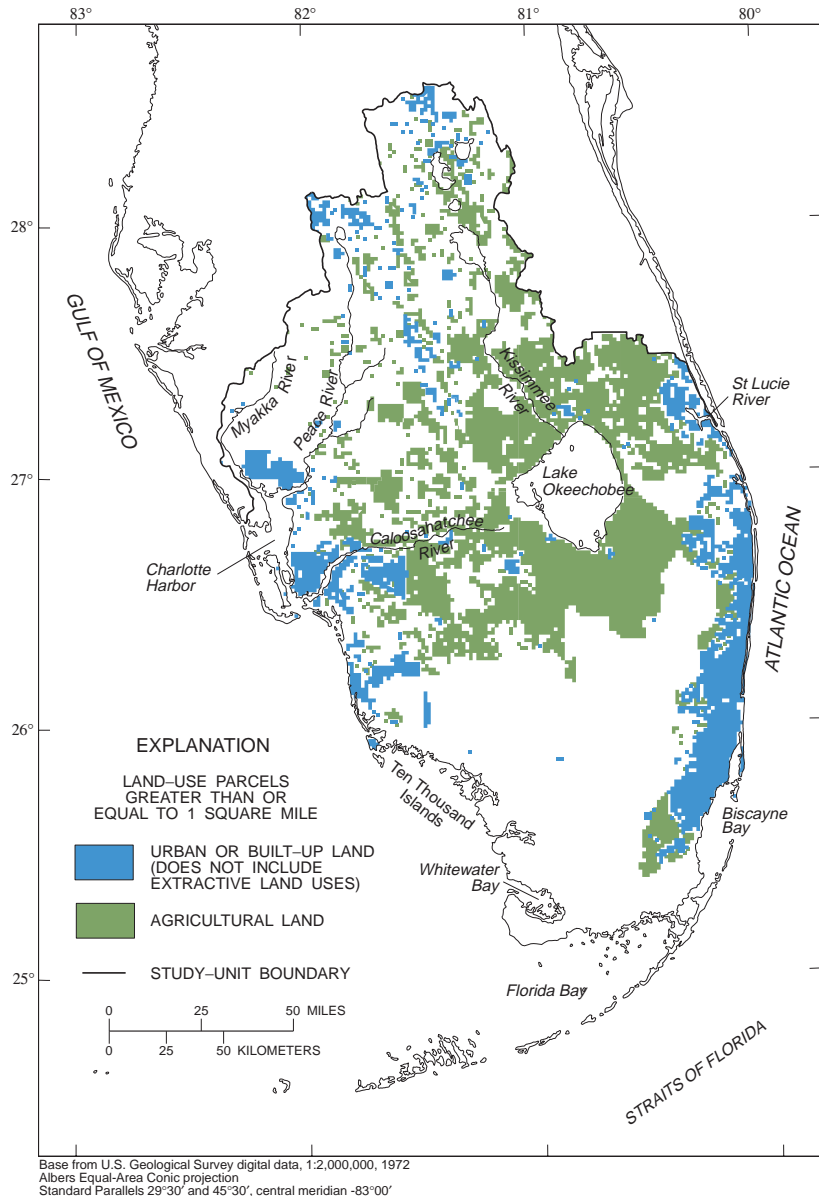 83°
82°
81°
80°
28°
27°
26°
25°
GULF OF MEXICO
Myakka River
Peace River
Kissimmee
River
St Lucie
River
Lake
Okeechobee
Caloosahatchee
River
Charlotte
Harbor
ATLANTIC OCEAN
Ten Thousand
Islands
Biscayne
Bay
Whitewater
Bay
Florida Bay
STRAITS OF FLORIDA
EXPLANATION
LAND–USE PARCELS
GREATER THAN OR
EQUAL TO 1 SQUARE MILE
URBAN OR BUILT–UP LAND
(DOES NOT INCLUDE
EXTRACTIVE LAND USES)
AGRICULTURAL LAND
STUDY–UNIT BOUNDARY
0 25 50 MILES
0 25 50 KILOMETERS
Base from U.S. Geological Survey digital data, 1:2,000,000, 1972
Albers Equal-Area Conic projection
Standard Parallels 29°30′ and 45°30′, central meridian -83°00′